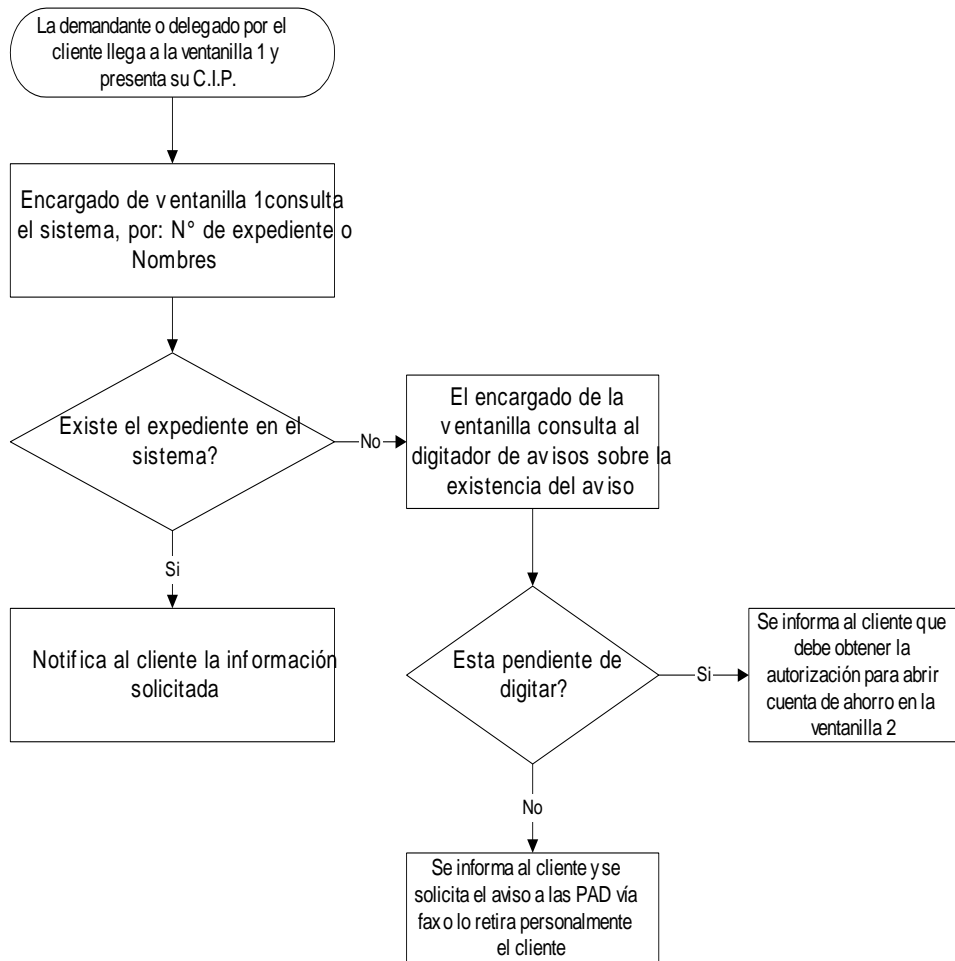 La demandante o delegado por el
cliente llega a la ventanilla 1 y
presenta su C.I.P.
Encargado de ventanilla 1consulta
el sistema, por: N° de expediente o
Nombres
Existe el expediente en el
sistema?
No
El encargado de la
ventanilla consulta al
digitador de avisos sobre la
existencia del aviso
Si
Notifica al cliente la información
solicitada
Esta pendiente de
digitar?
Si
Se informa al cliente que
debe obtener la
autorización para abrir
cuenta de ahorro en la
ventanilla 2
No
Se informa al cliente y se
solicita el aviso a las PAD vía
fax o lo retira personalmente
el cliente